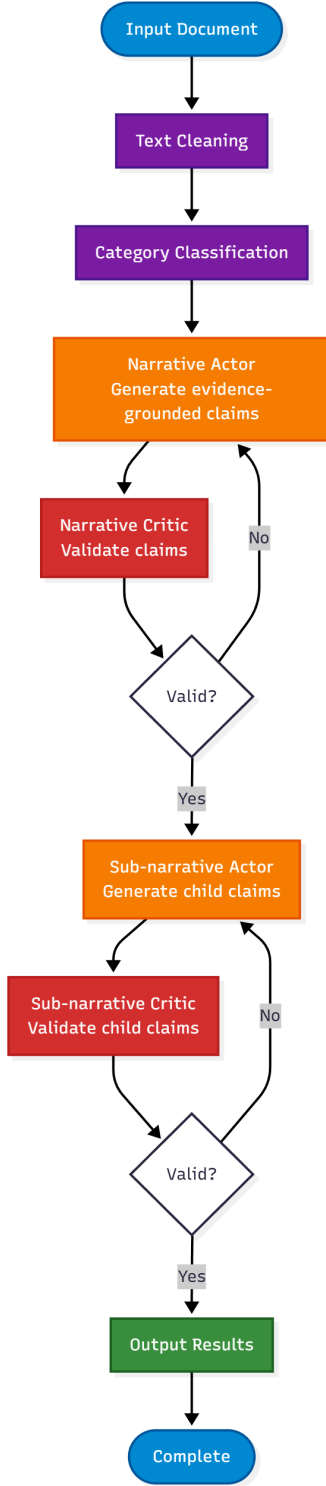 Input Document
Text Cleaning
Category Classification
Narrative Actor
Generate evidence-
grounded claims
Narrative Critic
Validate claims
No
Valid?
Yes
Sub-narrative Actor
Generate child claims
Sub-narrative Critic
Validate child claims
No
Valid?
Yes
Output Results
Complete